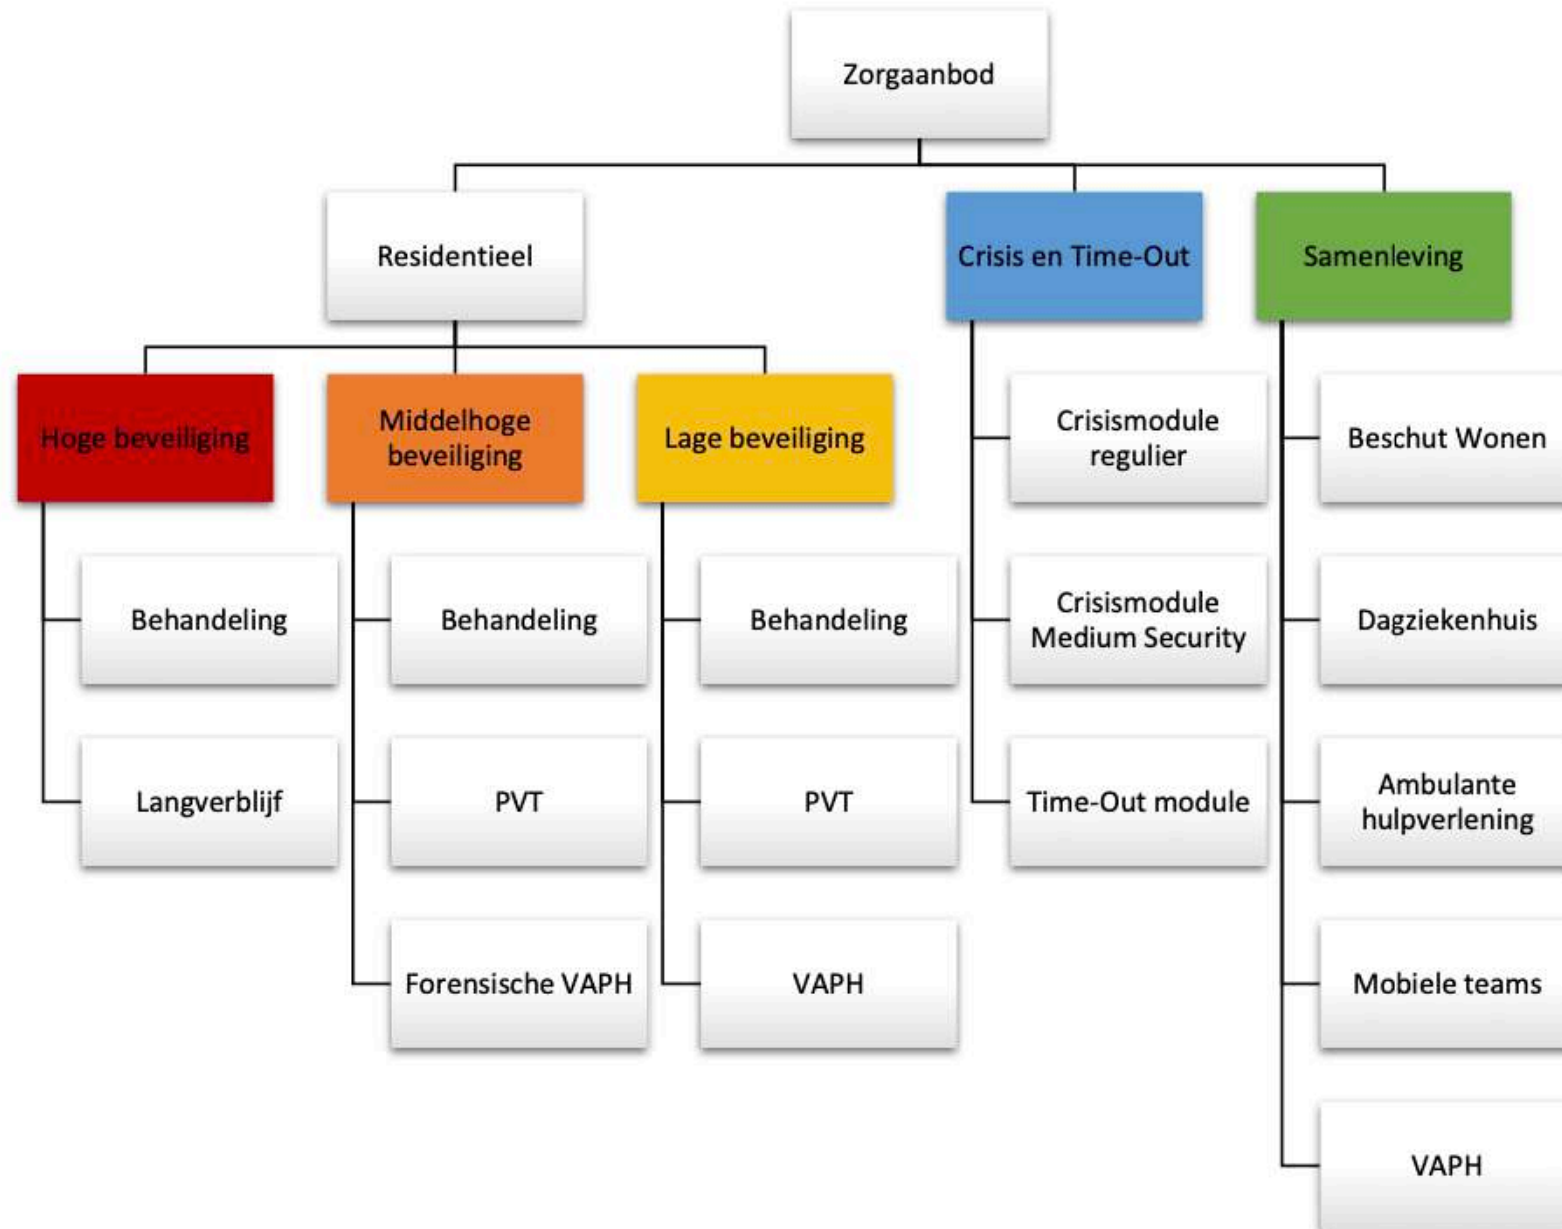 Zorgaanbod
Residentieel
Crisis en Time-Out
Samenleving
Hoge beveiliging
Middelhoge
beveiliging
Lage beveiliging
Crisismodule
regulier
Beschut Wonen
Behandeling
Behandeling
Behandeling
Crisismodule
Medium Security
Dagziekenhuis
Langverblijf
PVT
PVT
Time-Out module
Ambulante
hulpverlening
Forensische VAPH
VAPH
Mobiele teams
VAPH